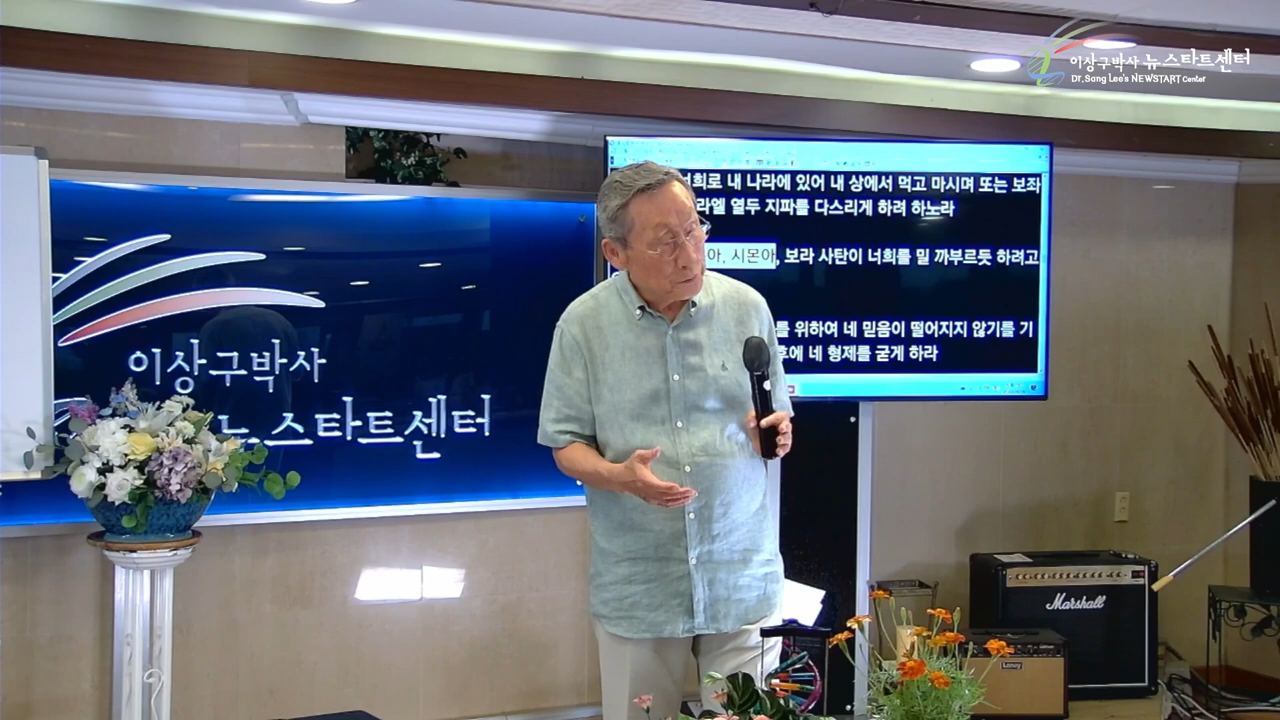 이상구박사 뉴스타트센터
Dr. Sang Lee's NEWSTART Center
너희로 내 나라에 있어 내 상에서 먹고 마시며 또는 보좌
라엘 열두 지파를 다스리게 하려 하노라
아, 시몬아, 보라 사탄이 너희를 밀 까부르듯 하려고
를 위하여 네 믿음이 떨어지지 않기를 기
후에 네 형제를 굳게 하라
이상구박사
뉴스타트센터
Marshall
Laney